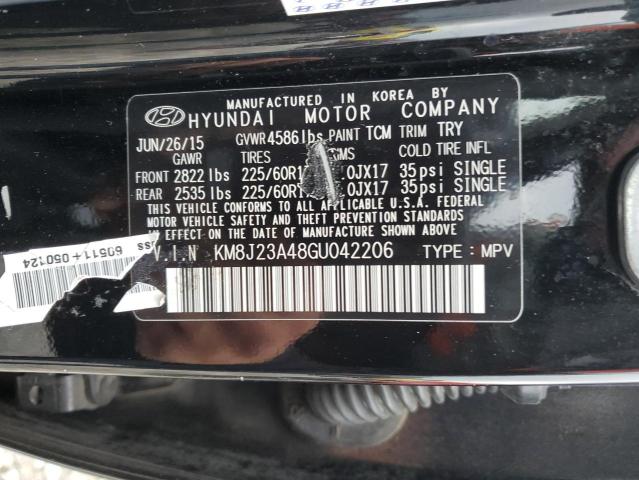 MANUFACTURED IN KOREA BY
HYUNDAI MOTOR COMPANY
JUN/26/15 GVWR 4586 lbs PAINT TCM TRIM TRY
GAWR TIRES COLD TIRE INFL
FRONT 2822 lbs 225/60R1 .0JX17 35psi SINGLE
REAR 2535 lbs 225/60R .0JX17 35psi SINGLE
THIS VEHICLE CONFORMS TO ALL APPLICABLE U.S.A. FEDERAL
MOTOR VEHICLE SAFETY AND THEFT PREVENTION STANDARDS
EFFECT ON THE DATE OF MANUFACTURE SHOWN ABOVE
V.I.N KM8J23A48GU042206 TYPE : MPV
60511+ 050124